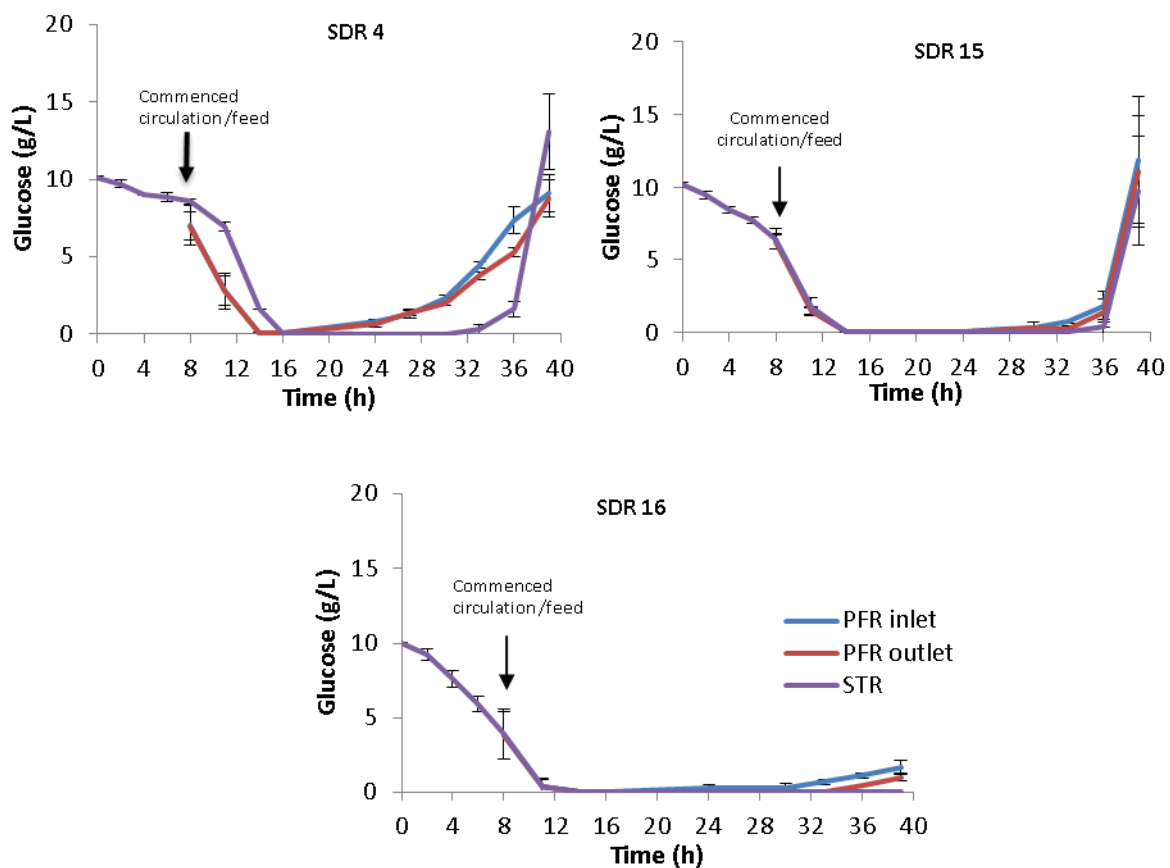 SDR 4
20
15
10
5
0
Glucose (g/L)
Commenced
circulation/feed
0 4 8 12 16 20 24 28 32 36 40
Time (h)
SDR 15
20
15
10
5
0
Glucose (g/L)
Commenced
circulation/feed
0 4 8 12 16 20 24 28 32 36 40
Time (h)
SDR 16
20
15
10
5
0
Glucose (g/L)
Commenced
circulation/feed
0 4 8 12 16 20 24 28 32 36 40
Time (h)
PFR inlet
PFR outlet
STR